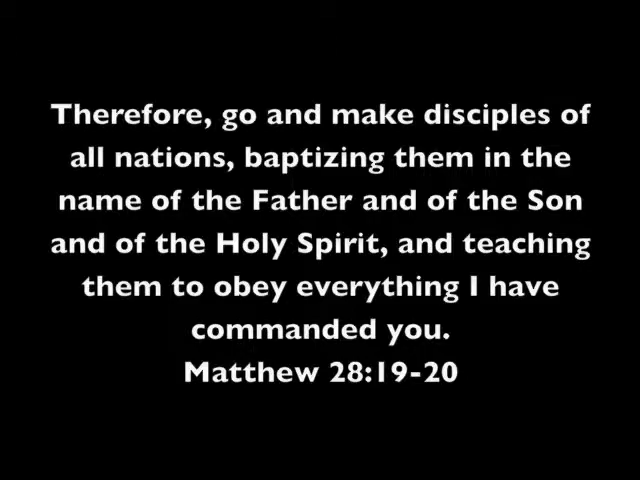 Therefore, go and make disciples of
all nations, baptizing them in the
name of the Father and of the Son
and of the Holy Spirit, and teaching
them to obey everything I have
commanded you.
Matthew 28:19-20